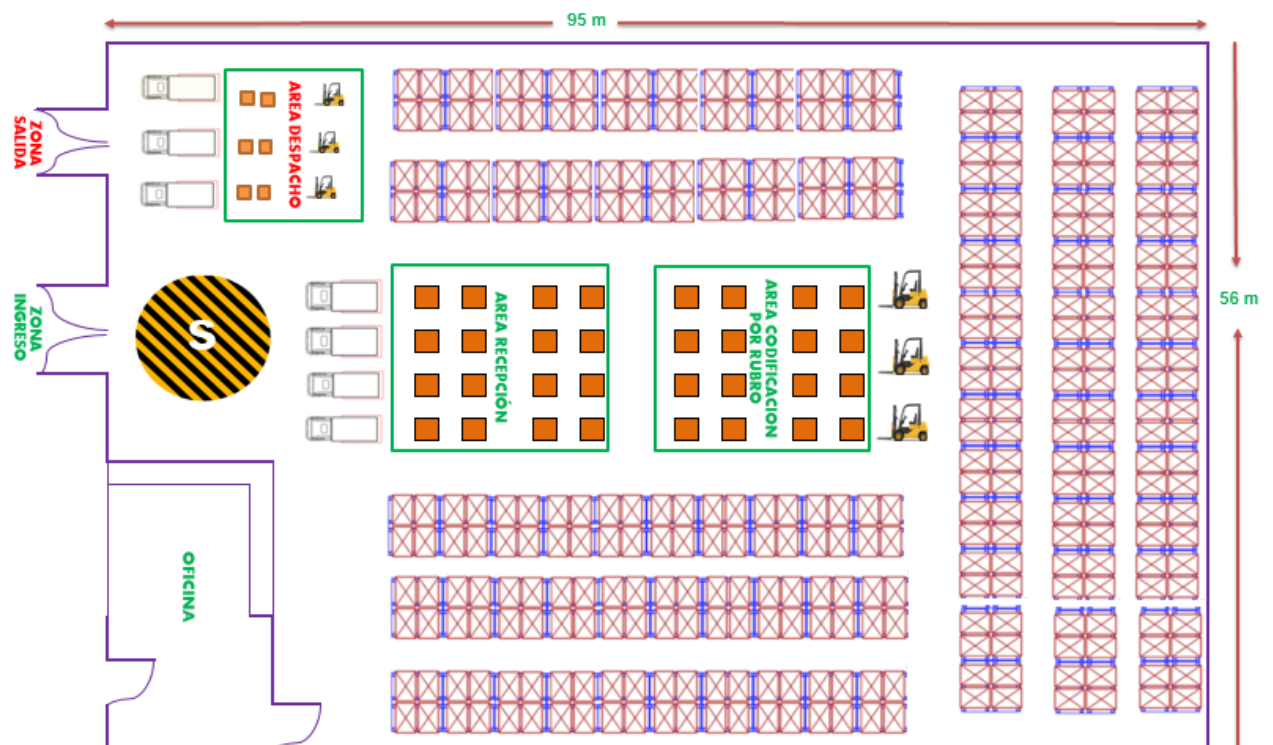 95 m
ZONA
SALIDA
AREA DESPACHO
ZONA
INGRESO
S
AREA RECEPCIÓN
AREA CODIFICACION
POR RUBRO
56 m
OFICINA